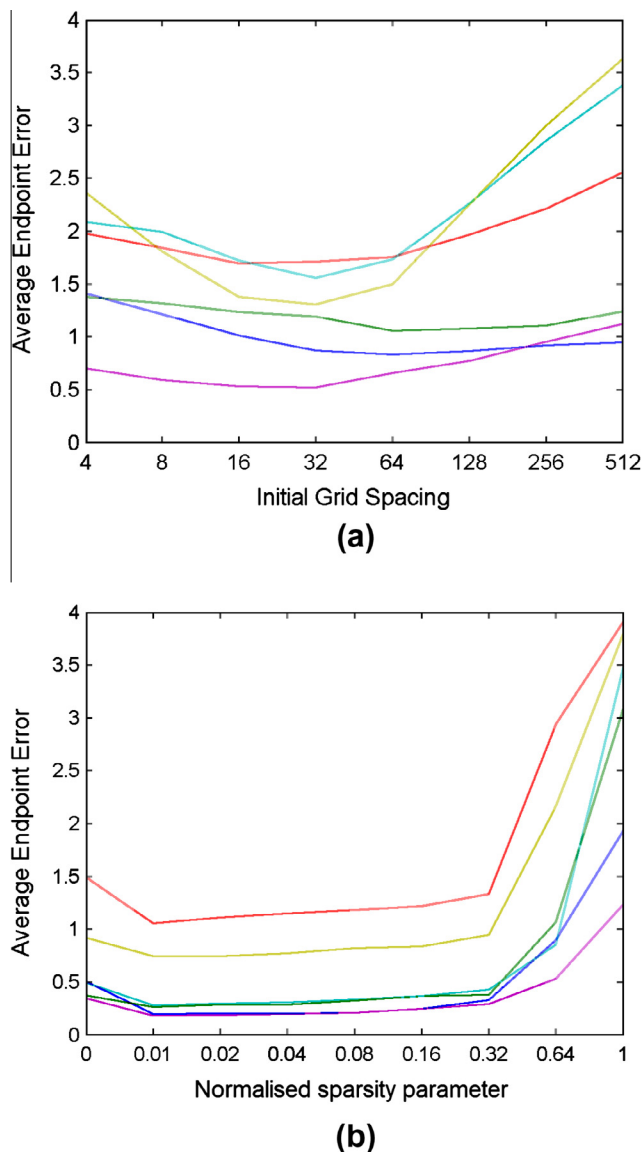 4
3.5
3
2.5
2
1.5
1
0.5
0
Average Endpoint Error
4 8 16 32 64 128 256 512
Initial Grid Spacing
(a)
4
3.5
3
2.5
2
1.5
1
0.5
0
Average Endpoint Error
0 0.01 0.02 0.04 0.08 0.16 0.32 0.64 1
Normalised sparsity parameter
(b)